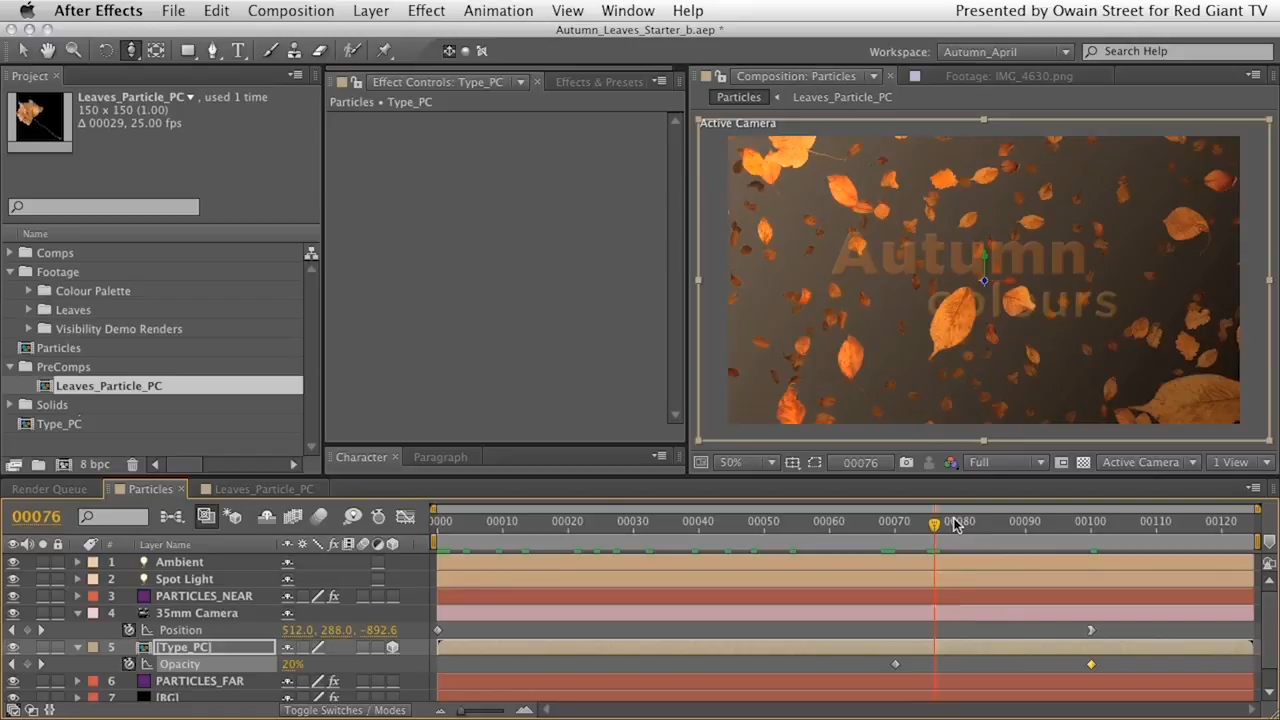 After Effects File Edit Composition Layer Effect Animation View Window Help Presented by Owain Street for Red Giant TV
Autumn_Leaves_Starter_b.aep *
Workspace: Autumn_April Search Help
Project × Effect Controls: Type_PC × Effects & Presets Composition: Particles × Footage: IMG_4630.png
Leaves_Particle_PC▼, used 1 time
150 x 150 (1.00)
Δ 00029, 25.00 fps
Particles • Type_PC
Particles Leaves_Particle_PC
Active Camera
Autumn
colours
Name
Comps
Footage
Colour Palette
Leaves
Visibility Demo Renders
Particles
PreComps
Leaves_Particle_PC
Solids
Type_PC
8 bpc
Character × Paragraph
50% 00076 Full Active Camera 1 View
Render Queue Particles × Leaves_Particle_PC
00076
0000 00010 00020 00030 00040 00050 00060 00070 00080 00090 00100 00110 00120
# Layer Name
1 Ambient
2 Spot Light
3 PARTICLES_NEAR
4 35mm Camera
Position 512.0, 288.0, -892.6
5 [Type_PC]
Opacity 20%
6 PARTICLES_FAR
7 [BG]
Toggle Switches / Modes